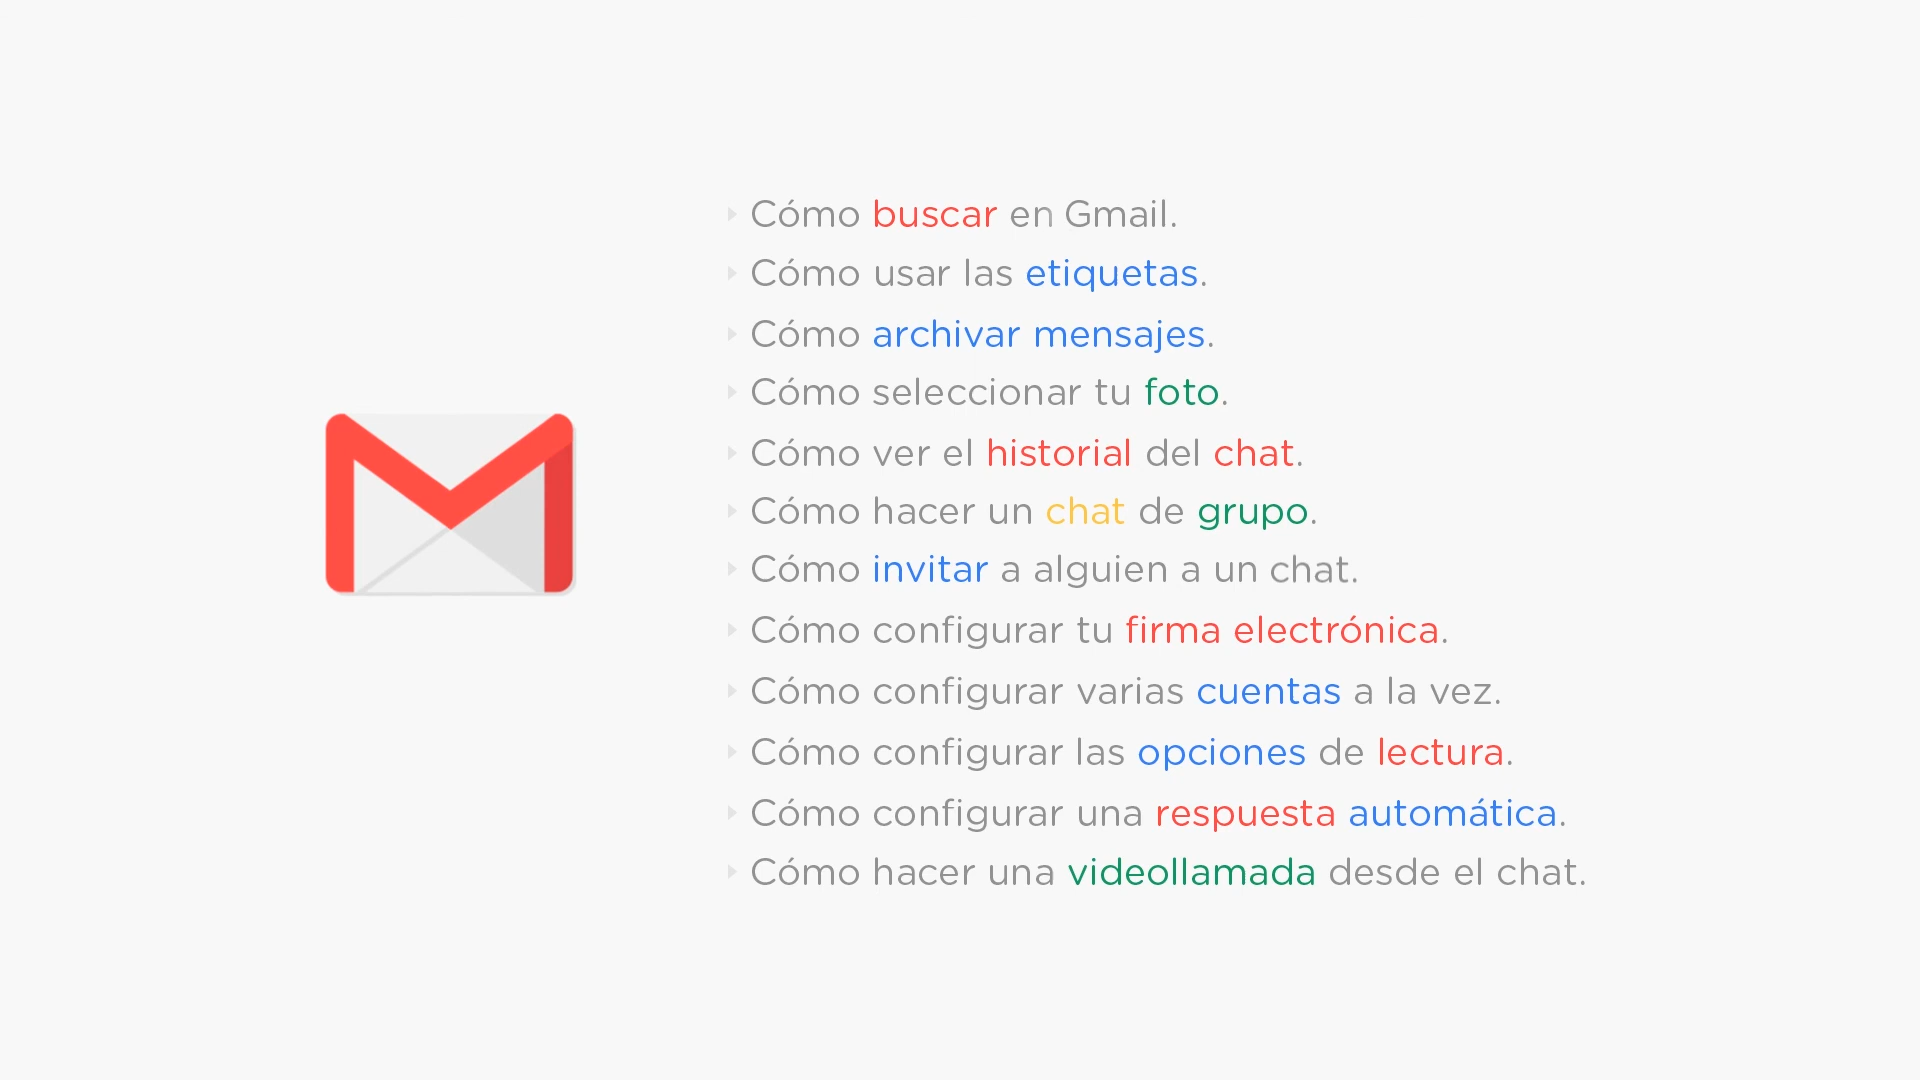 Cómo buscar en Gmail.
Cómo usar las etiquetas.
Cómo archivar mensajes.
Cómo seleccionar tu foto.
Cómo ver el historial del chat.
Cómo hacer un chat de grupo.
Cómo invitar a alguien a un chat.
Cómo configurar tu firma electrónica.
Cómo configurar varias cuentas a la vez.
Cómo configurar las opciones de lectura.
Cómo configurar una respuesta automática.
Cómo hacer una videollamada desde el chat.